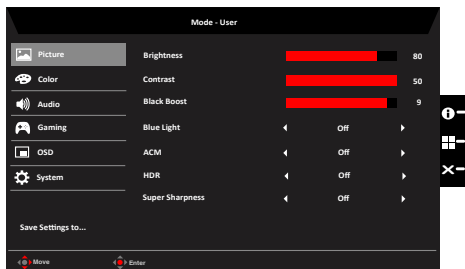 Mode - User
Picture
Color
Audio
Gaming
OSD
System
Save Settings to...
Brightness 80
Contrast 50
Black Boost 9
Blue Light Off
ACM Off
HDR Off
Super Sharpness Off
Move Enter